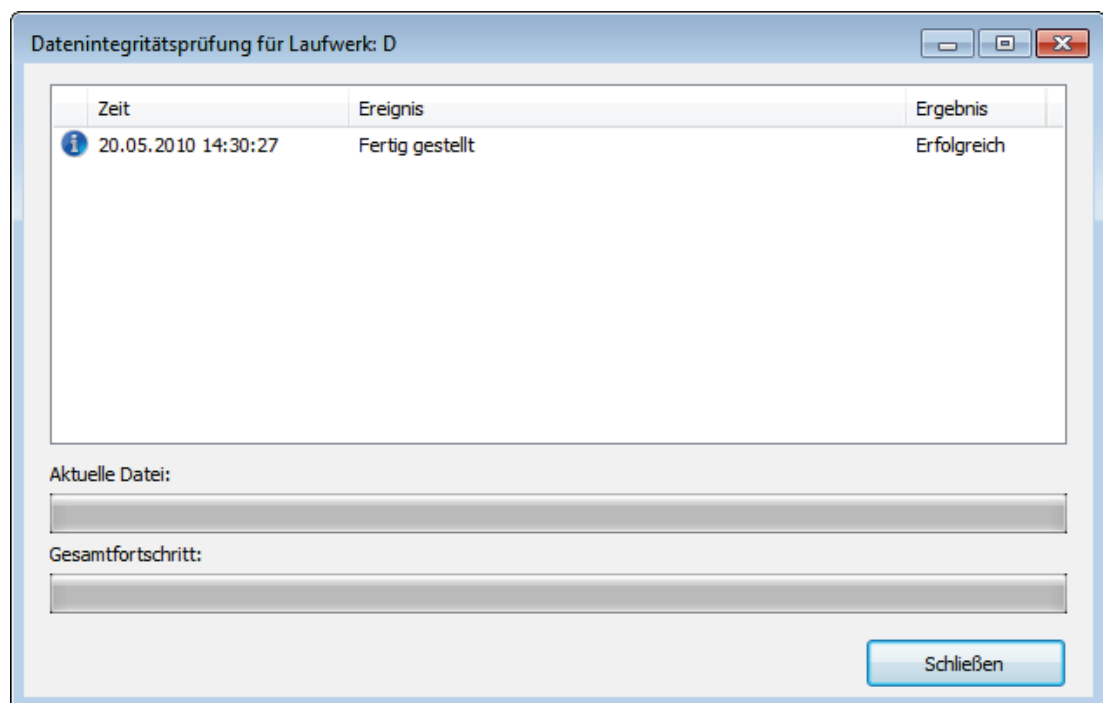 Datenintegritätsprüfung für Laufwerk: D
Zeit Ereignis Ergebnis
20.05.2010 14:30:27 Fertig gestellt Erfolgreich
Aktuelle Datei:
Gesamtfortschritt:
Schließen